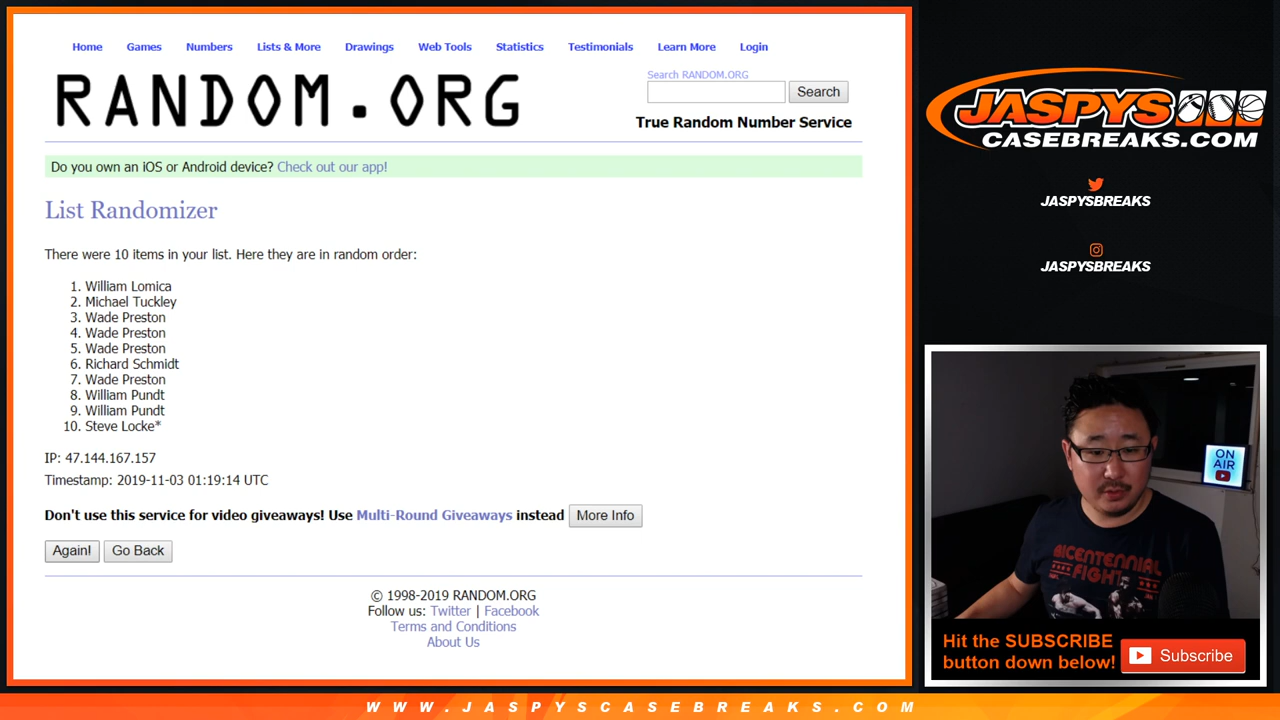 Home Games Numbers Lists & More Drawings Web Tools Statistics Testimonials Learn More Login
RANDOM.ORG
Search RANDOM.ORG
Search
True Random Number Service
Do you own an iOS or Android device? Check out our app!
List Randomizer
There were 10 items in your list. Here they are in random order:
1. William Lomica
2. Michael Tuckley
3. Wade Preston
4. Wade Preston
5. Wade Preston
6. Richard Schmidt
7. Wade Preston
8. William Pundt
9. William Pundt
10. Steve Locke*
IP: 47.144.167.157
Timestamp: 2019-11-03 01:19:14 UTC
Don't use this service for video giveaways! Use Multi-Round Giveaways instead More Info
Again! Go Back
© 1998-2019 RANDOM.ORG
Follow us: Twitter | Facebook
Terms and Conditions
About Us
JASPYS
CASEBREAKS.COM
JASPYSBREAKS
JASPYSBREAKS
ON
AIR
BICENTENNIAL
FIGHT
Hit the SUBSCRIBE
button down below!
Subscribe
WWW.JASPYSCASEBREAKS.COM